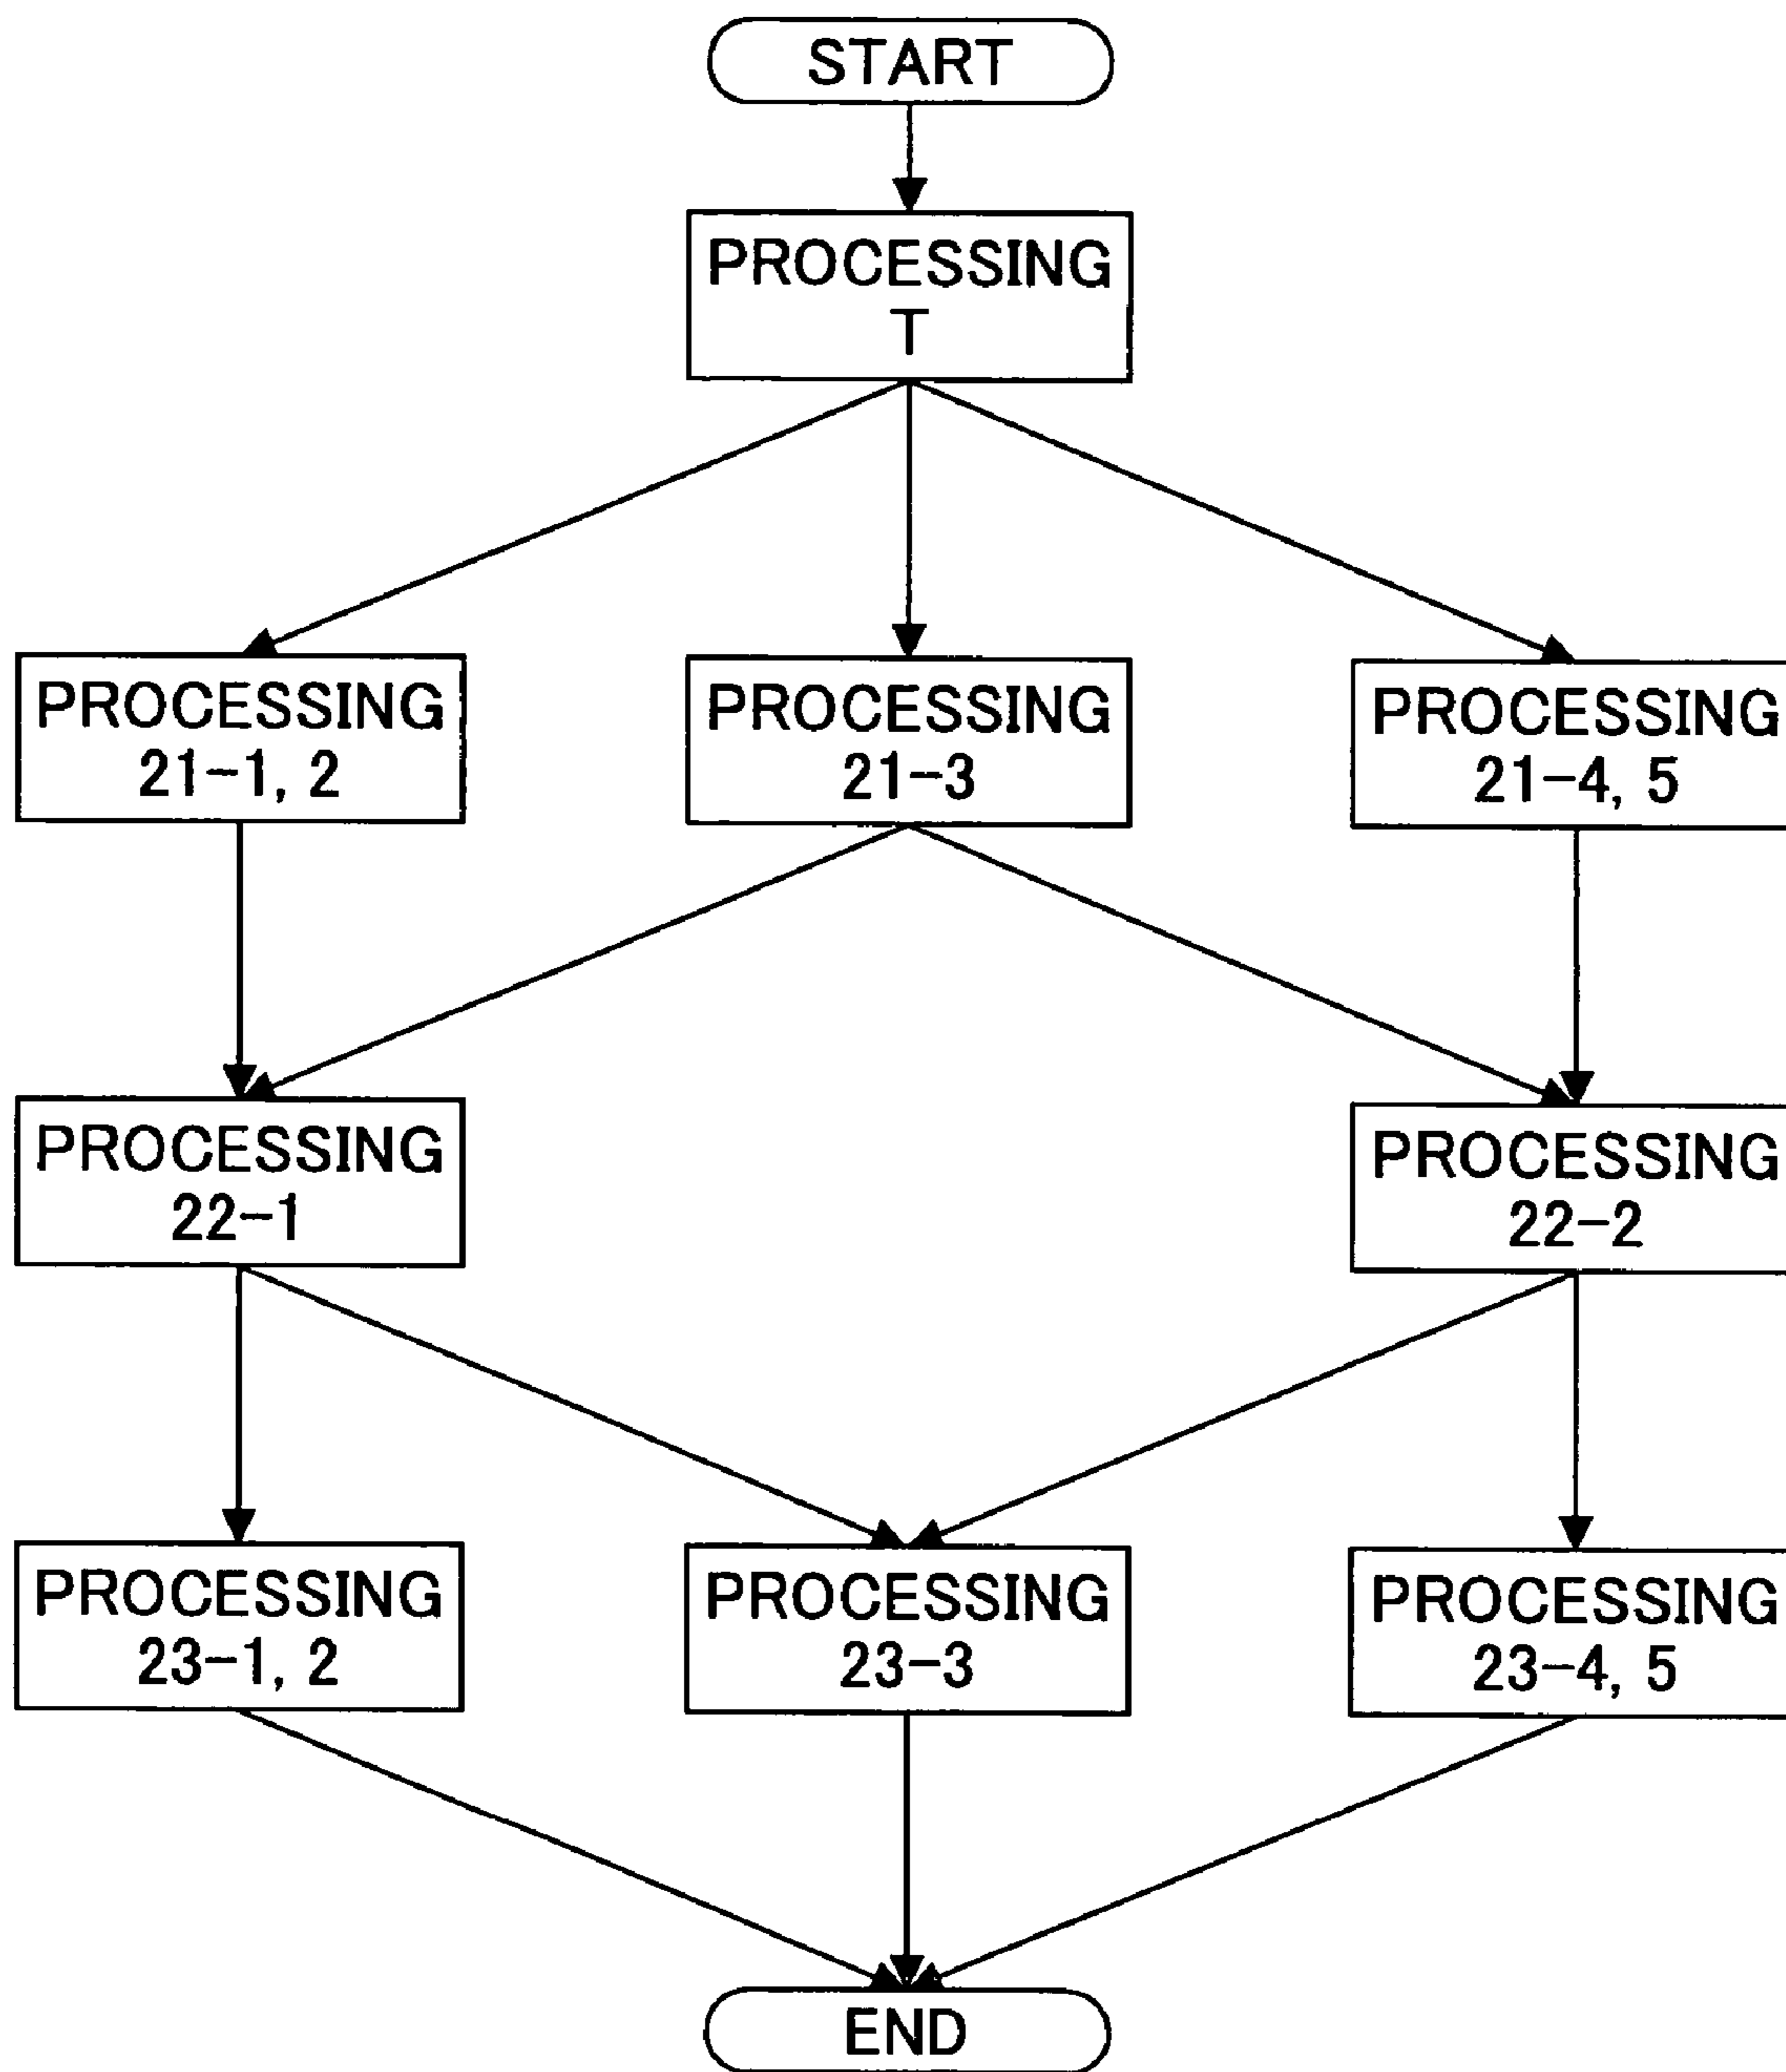 START
PROCESSING
T
PROCESSING
21-1, 2
PROCESSING
21-3
PROCESSING
21-4, 5
PROCESSING
22-1
PROCESSING
22-2
PROCESSING
23-1, 2
PROCESSING
23-3
PROCESSING
23-4, 5
END